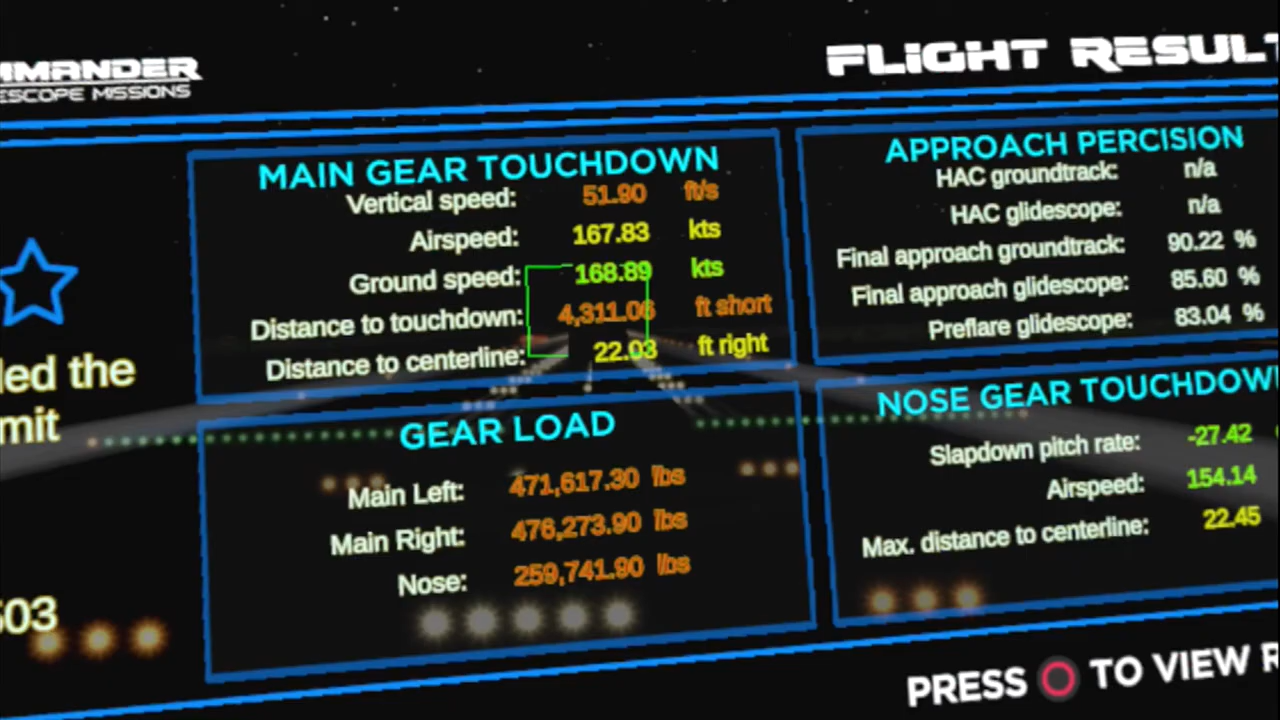 MMANDER
ESCOPE MISSIONS
FLIGHT RESULT
MAIN GEAR TOUCHDOWN
Vertical speed: 51.90 ft/s
Airspeed: 167.83 kts
Ground speed: 168.89 kts
Distance to touchdown: 4,311.06 ft short
Distance to centerline: 22.03 ft right
APPROACH PERCISION
HAC groundtrack: n/a
HAC glidescope: n/a
Final approach groundtrack: 90.22 %
Final approach glidescope: 85.60 %
Preflare glidescope: 83.04 %
led the
mit
503
GEAR LOAD
Main Left: 471,617.30 lbs
Main Right: 476,273.90 lbs
Nose: 259,741.90 lbs
NOSE GEAR TOUCHDOW
Slapdown pitch rate: -27.42
Airspeed: 154.14
Max. distance to centerline: 22.45
PRESS TO VIEW R